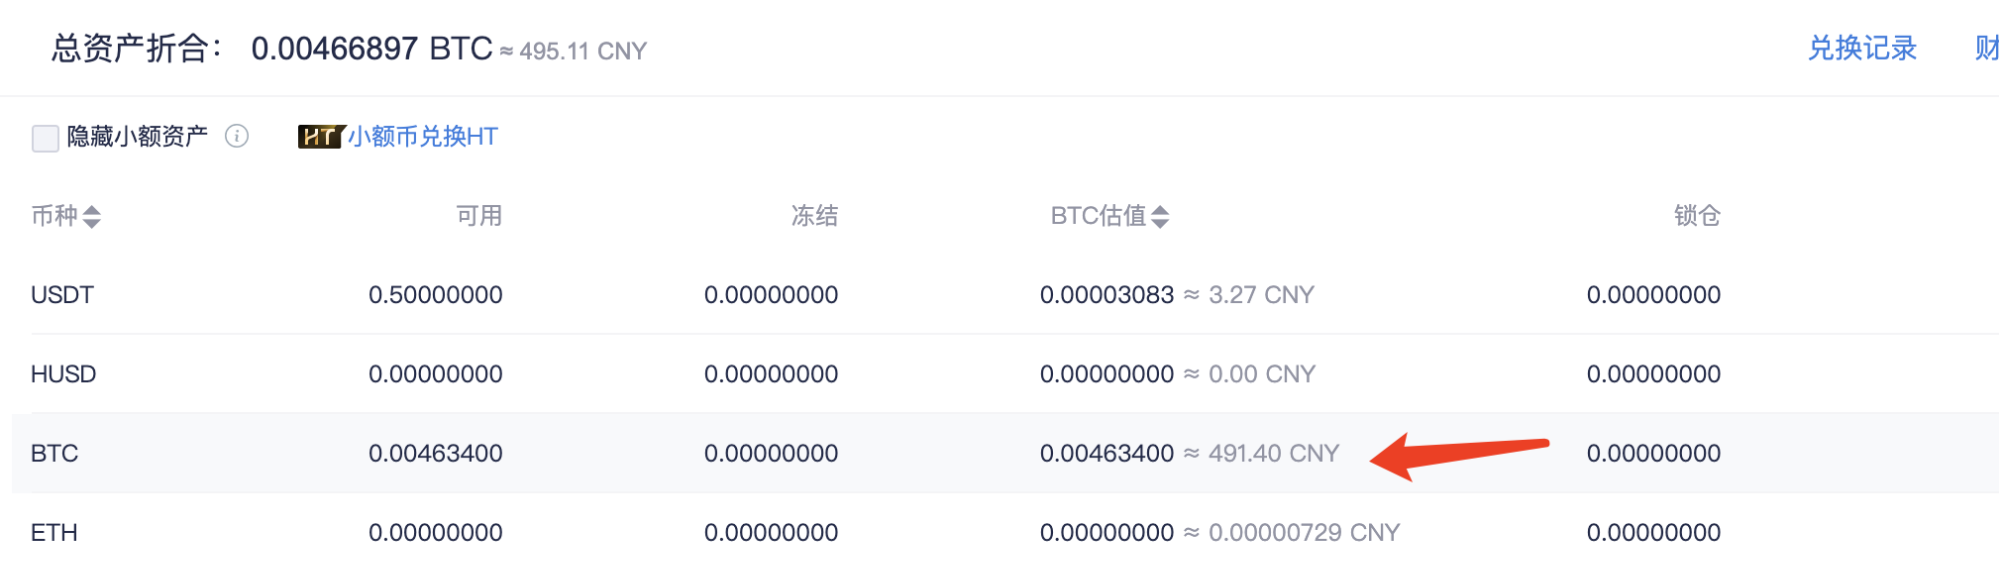 总资产折合： 0.00466897 BTC ≈ 495.11 CNY 兑换记录 财
隐藏小额资产 HT 小额币兑换HT
币种 可用 冻结 BTC估值 锁仓
USDT 0.50000000 0.00000000 0.00003083 ≈ 3.27 CNY 0.00000000
HUSD 0.00000000 0.00000000 0.00000000 ≈ 0.00 CNY 0.00000000
BTC 0.00463400 0.00000000 0.00463400 ≈ 491.40 CNY 0.00000000
ETH 0.00000000 0.00000000 0.00000000 ≈ 0.00000729 CNY 0.00000000